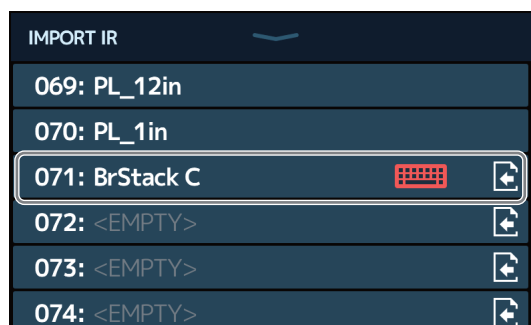 IMPORT IR
069: PL_12in
070: PL_1in
071: BrStack C
072: <EMPTY>
073: <EMPTY>
074: <EMPTY>